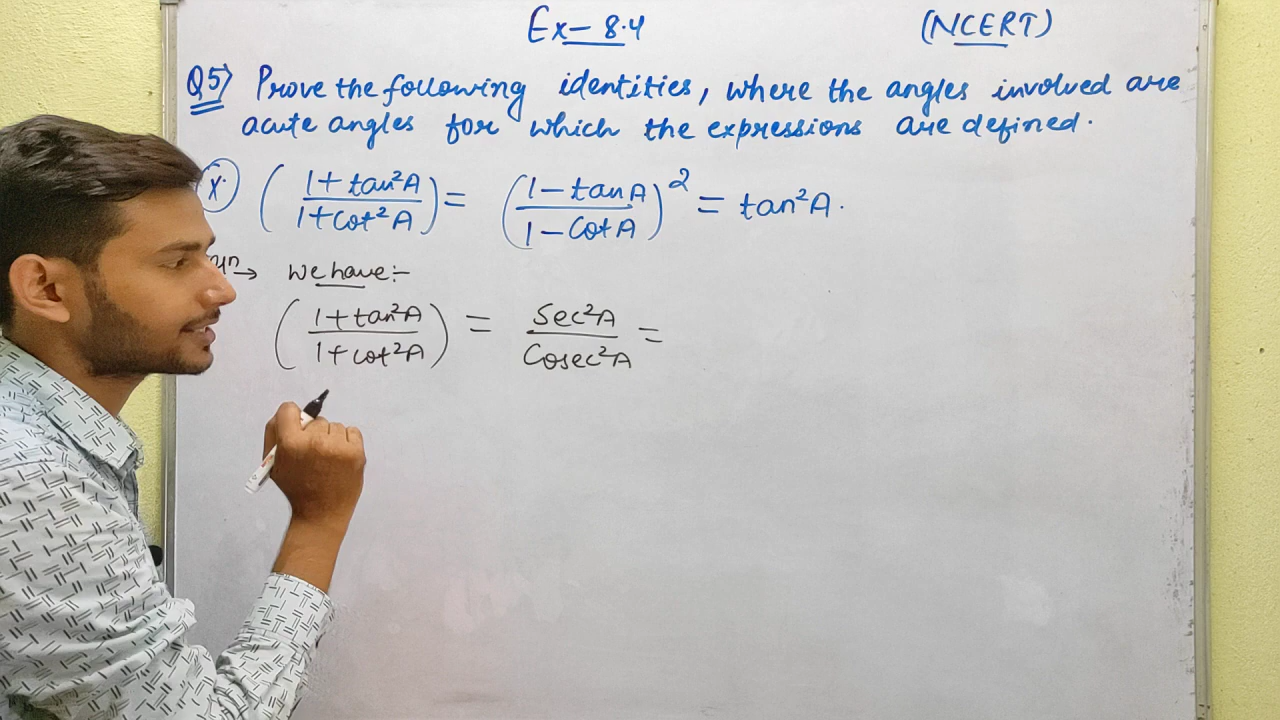 Ex- 8.4 (NCERT)
Q5> Prove the following identities, where the angles involved are
acute angles for which the expressions are defined.
x. ( 1+tan²A / 1+cot²A ) = ( 1-tanA / 1-cotA )² = tan²A.
→ We have:-
( 1+tan²A / 1+cot²A ) = Sec²A / Cosec²A =